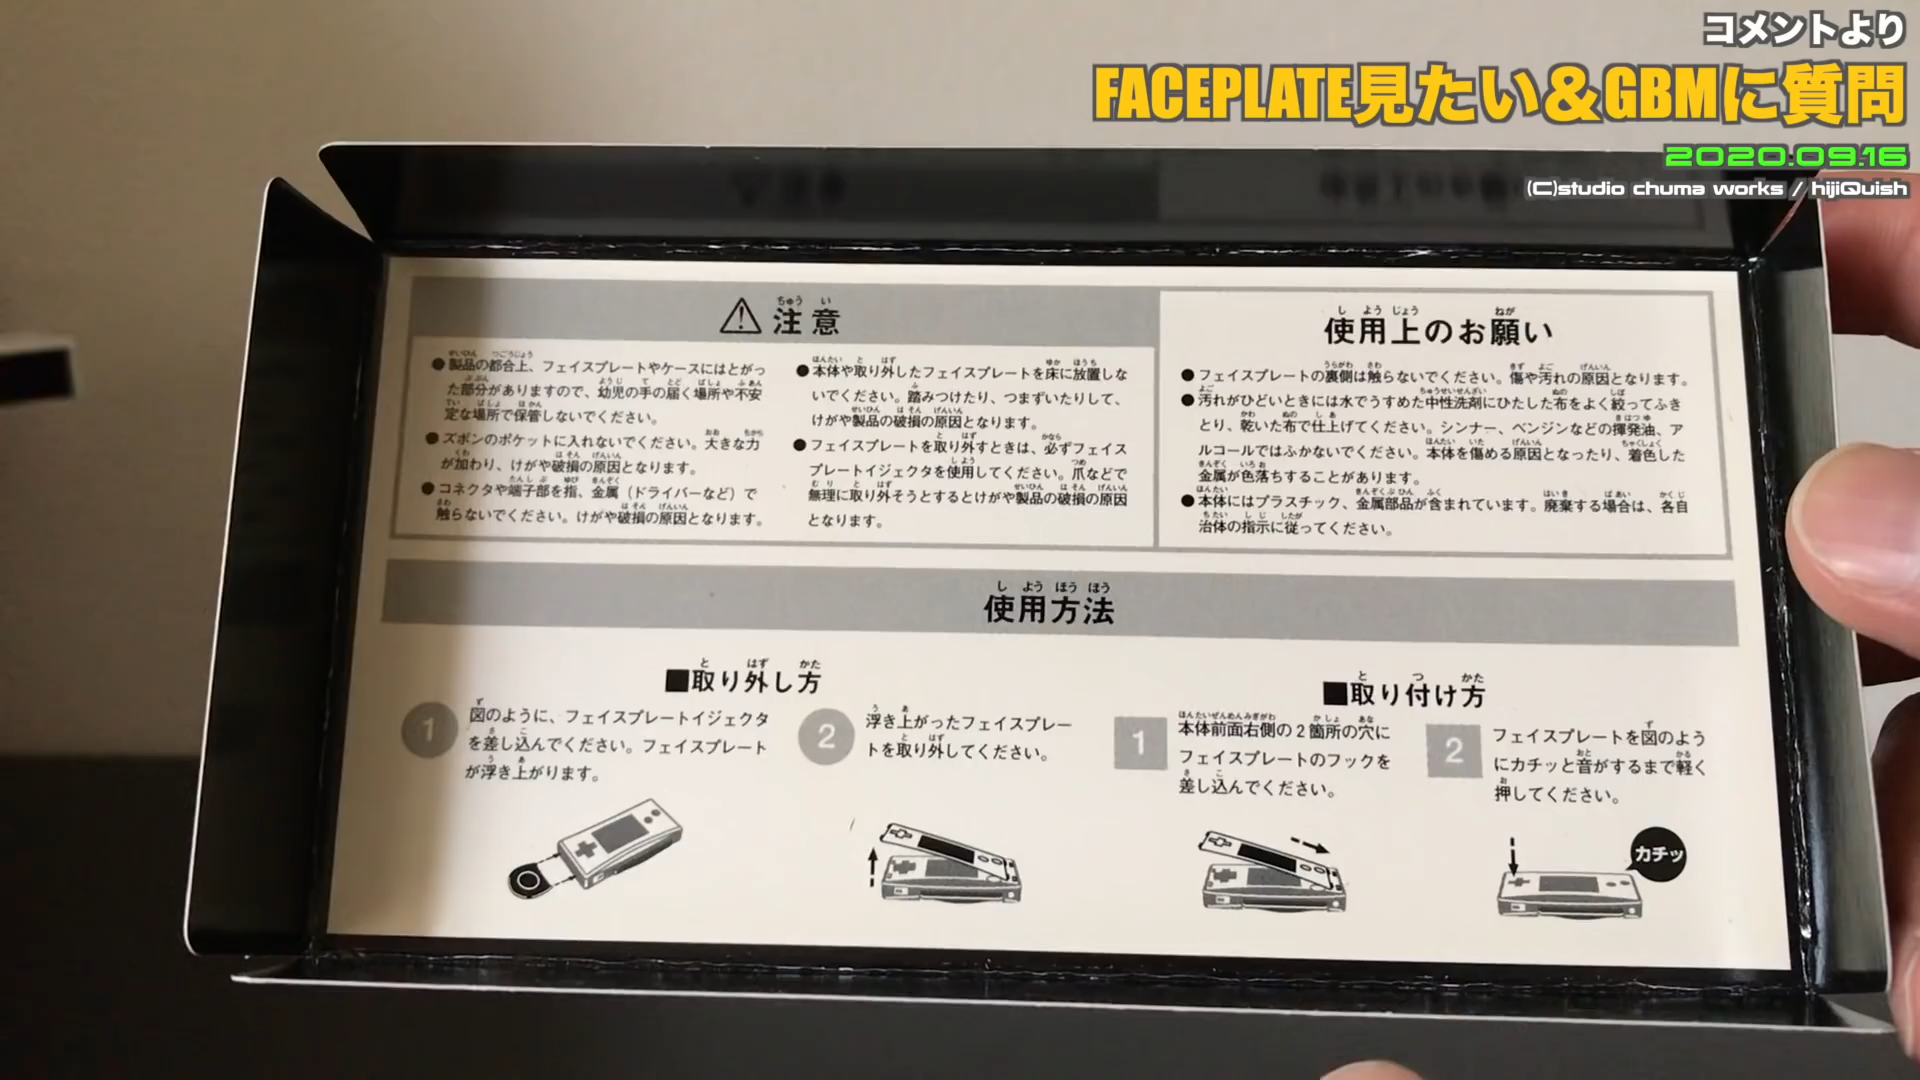 コメントより
FACEPLATE見たい&GBMに質問
2020.09.16
(C)studio chuma works / hijiQuish
注意
●製品の都合上、フェイスプレートやケースにはとがっ
た部分がありますので、幼児の手の届く場所や不安
定な場所で保管しないでください。
●ズボンのポケットに入れないでください。大きな力
が加わり、けがや破損の原因となります。
●コネクタや端子部を指、金属（ドライバーなど）で
触らないでください。けがや破損の原因となります。
●本体や取り外したフェイスプレートを床に放置しな
いでください。踏みつけたり、つまずいたりして、
けがや製品の破損の原因となります。
●フェイスプレートを取り外すときは、必ずフェイス
プレートイジェクタを使用してください。爪などで
無理に取り外そうとするとけがや製品の破損の原因
となります。
使用上のお願い
●フェイスプレートの裏側は触らないでください。傷や汚れの原因となります。
●汚れがひどいときには水でうすめた中性洗剤にひたした布をよく絞ってふき
とり、乾いた布で仕上げてください。シンナー、ベンジンなどの揮発油、ア
ルコールではふかないでください。本体を傷める原因となったり、着色した
金属が色落ちすることがあります。
●本体にはプラスチック、金属部品が含まれています。廃棄する場合は、各自
治体の指示に従ってください。
使用方法
■取り外し方
1 図のように、フェイスプレートイジェクタ
を差し込んでください。フェイスプレート
が浮き上がります。
2 浮き上がったフェイスプレー
トを取り外してください。
■取り付け方
1 本体前面右側の2箇所の穴に
フェイスプレートのフックを
差し込んでください。
2 フェイスプレートを図のよう
にカチッと音がするまで軽く
押してください。
カチッ